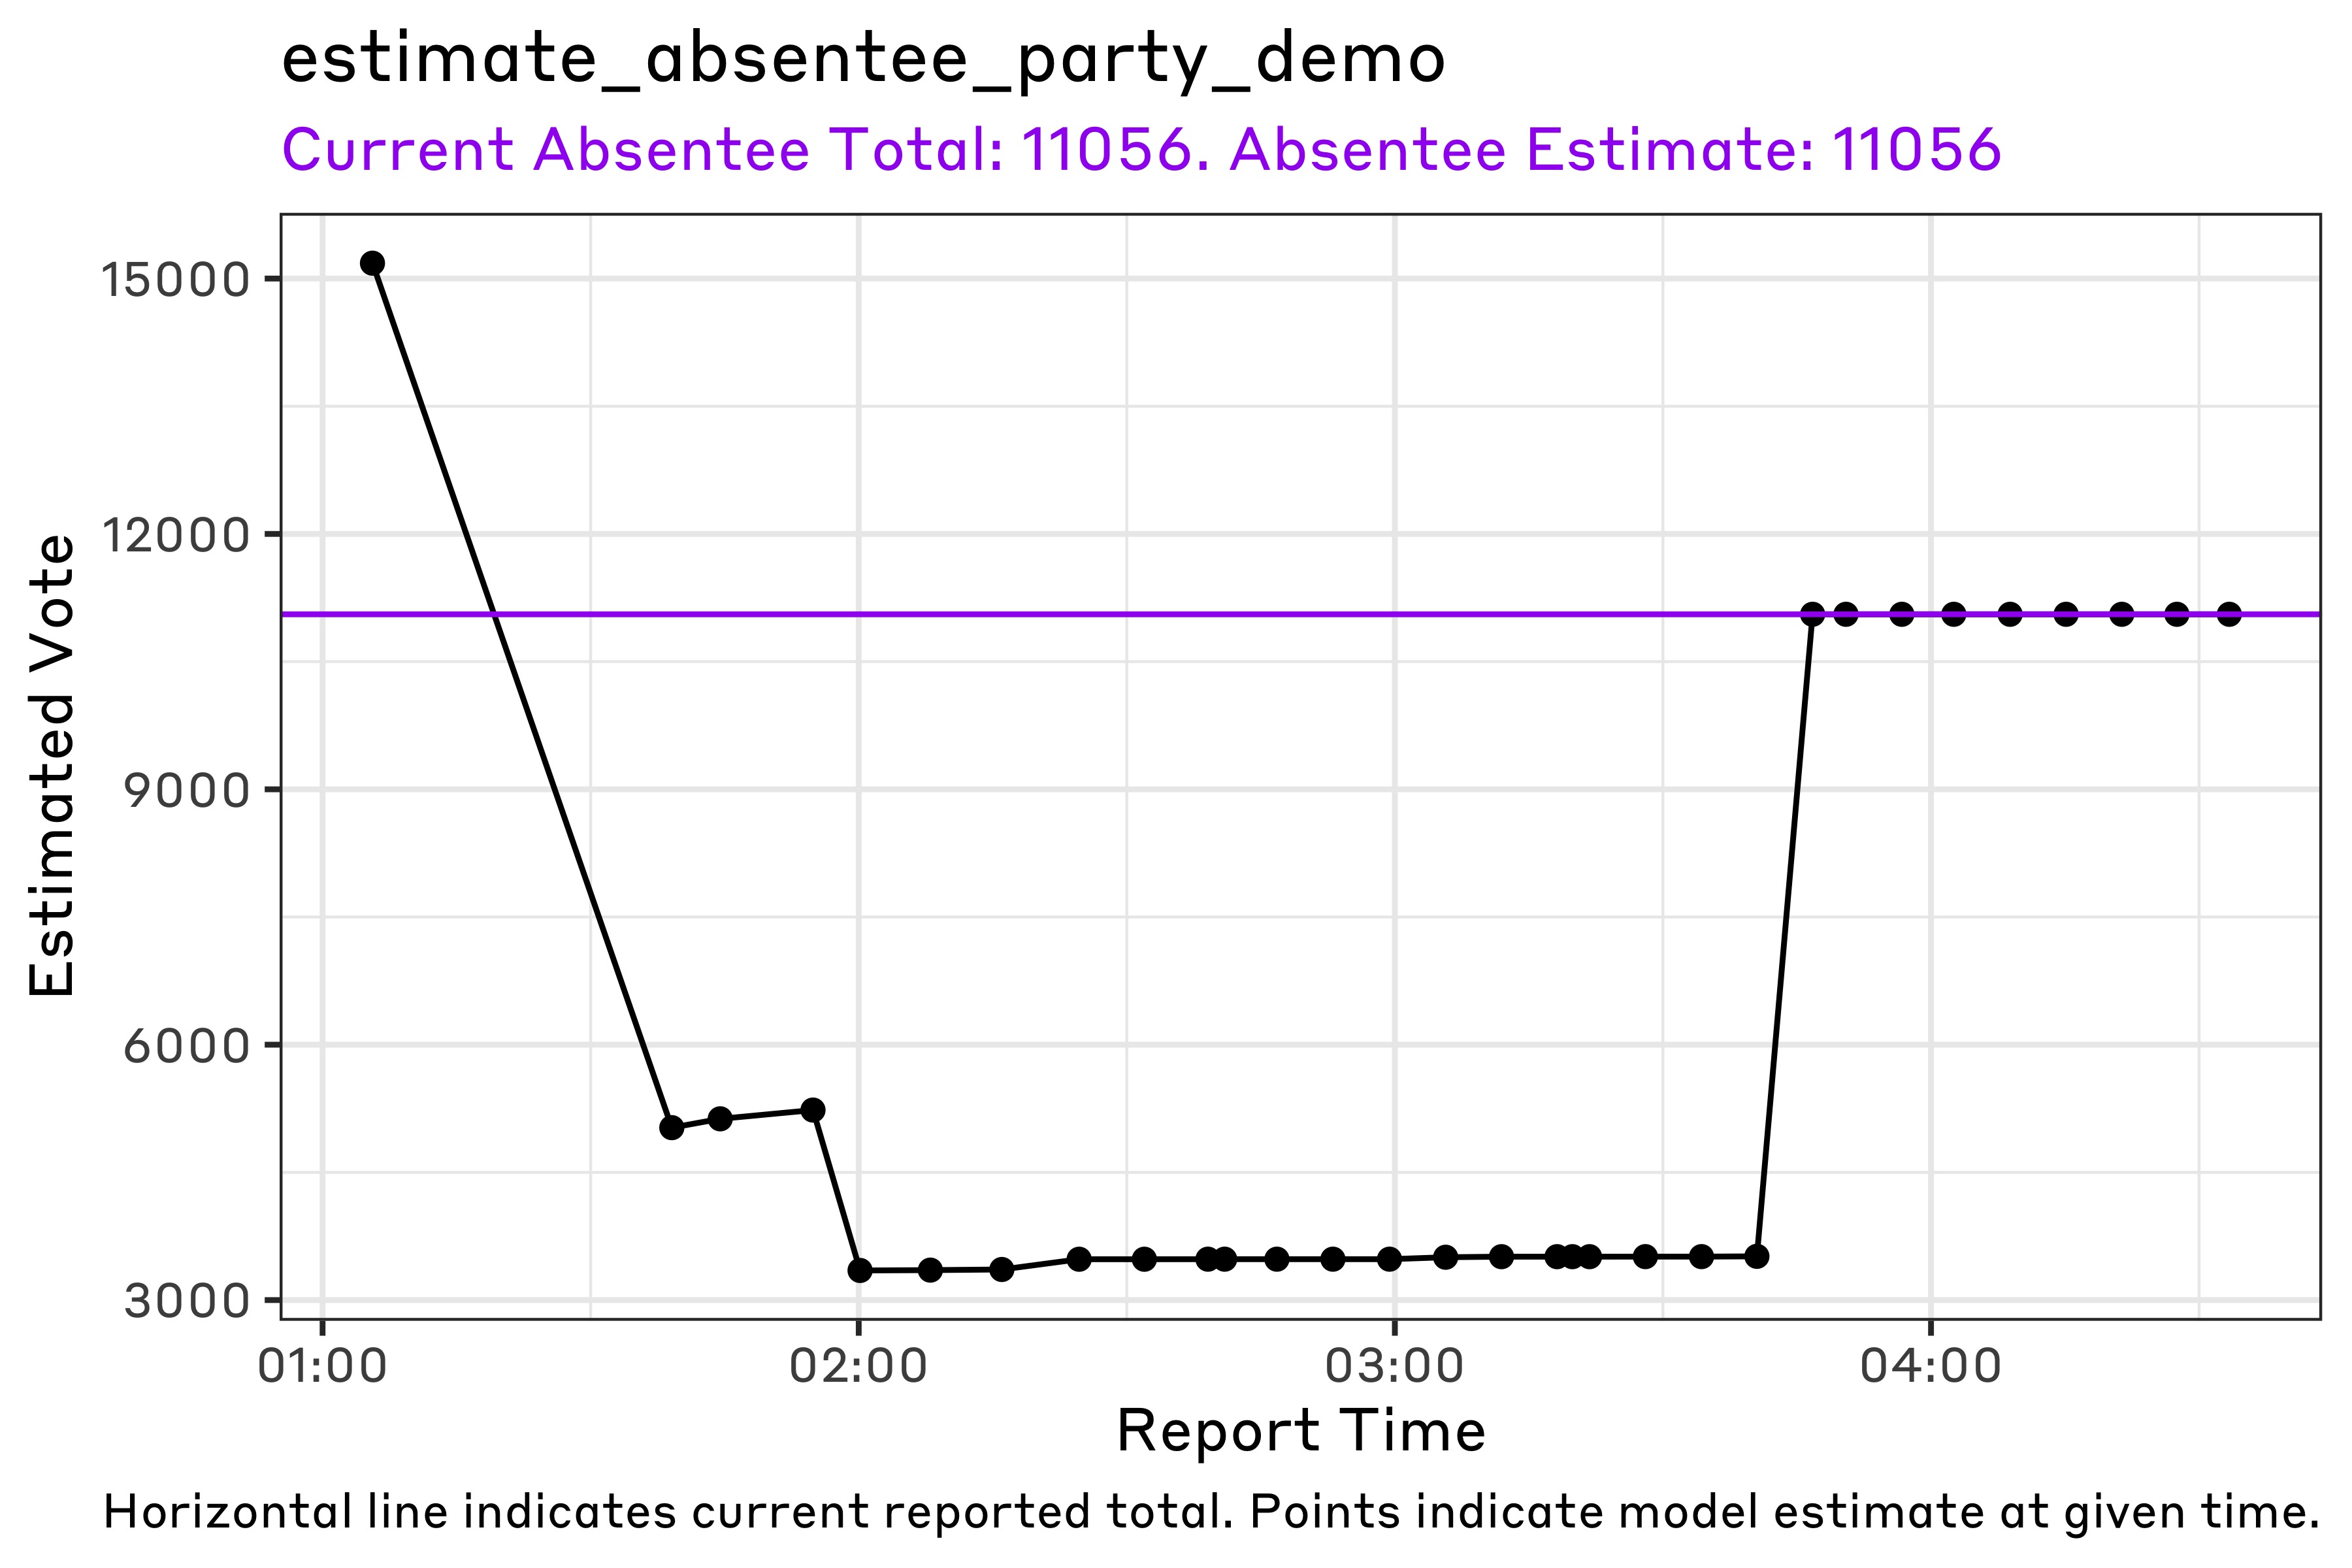 estimate_absentee_party_demo
Current Absentee Total: 11056. Absentee Estimate: 11056
Estimated Vote
15000
12000
9000
6000
3000
01:00 02:00 03:00 04:00
Report Time
Horizontal line indicates current reported total. Points indicate model estimate at given time.